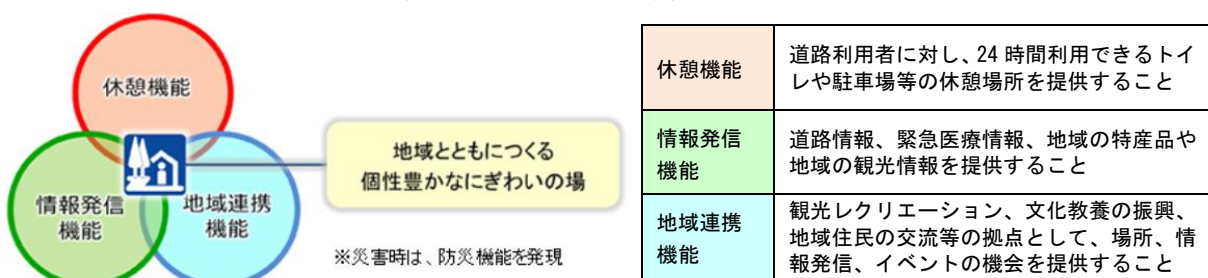 休憩機能
情報発信
機能
地域連携
機能
地域とともにつくる
個性豊かなにぎわいの場
※災害時は、防災機能を発現
休憩機能
道路利用者に対し、24 時間利用できるトイ
レや駐車場等の休憩場所を提供すること
情報発信
機能
道路情報、緊急医療情報、地域の特産品や
地域の観光情報を提供すること
地域連携
機能
観光レクリエーション、文化教養の振興、
地域住民の交流等の拠点として、場所、情
報発信、イベントの機会を提供すること